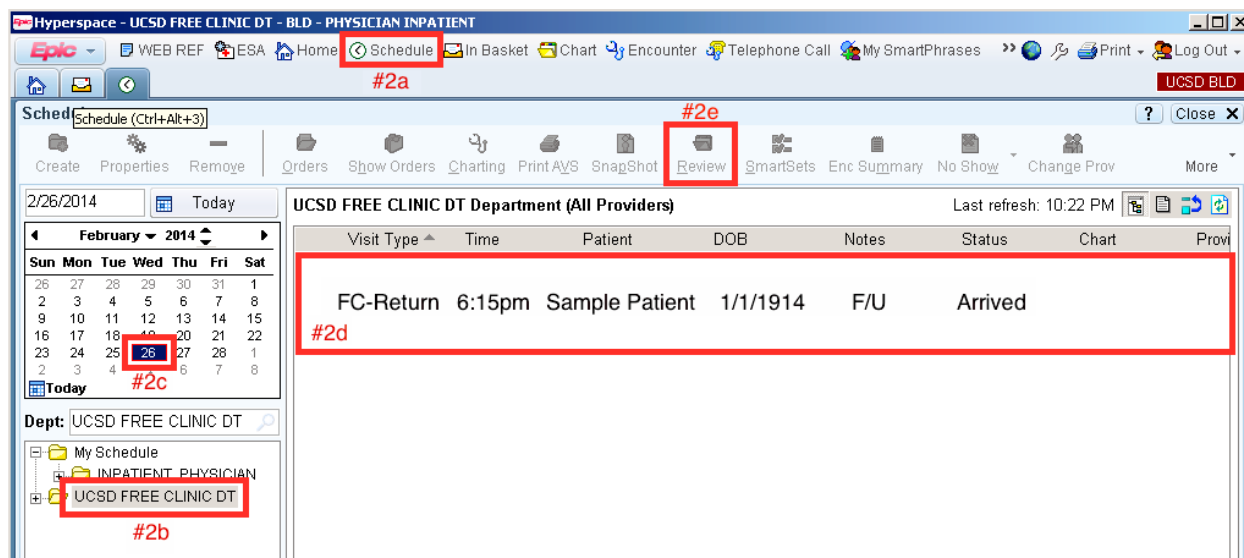 Epic Hyperspace - UCSD FREE CLINIC DT - BLD - PHYSICIAN INPATIENT
Epic WEB REF ESA Home Schedule In Basket Chart Encounter Telephone Call My SmartPhrases Print Log Out
#2a
UCSD BLD
Sched
Schedule (Ctrl+Alt+3)
#2e
? Close X
Create Properties Remove Orders Show Orders Charting Print AVS SnapShot Review SmartSets Enc Summary No Show Change Prov More
2/26/2014 Today
UCSD FREE CLINIC DT Department (All Providers) Last refresh: 10:22 PM
February 2014
Visit Type Time Patient DOB Notes Status Chart Provi
Sun Mon Tue Wed Thu Fri Sat
26 27 28 29 30 31 1
2 3 4 5 6 7 8
9 10 11 12 13 14 15
16 17 18 19 20 21 22
23 24 25 26 27 28 1
2 3 4 6 7 8
FC-Return 6:15pm Sample Patient 1/1/1914 F/U Arrived
#2d
#2c
Today
Dept: UCSD FREE CLINIC DT
My Schedule
INPATIENT, PHYSICIAN
UCSD FREE CLINIC DT
#2b